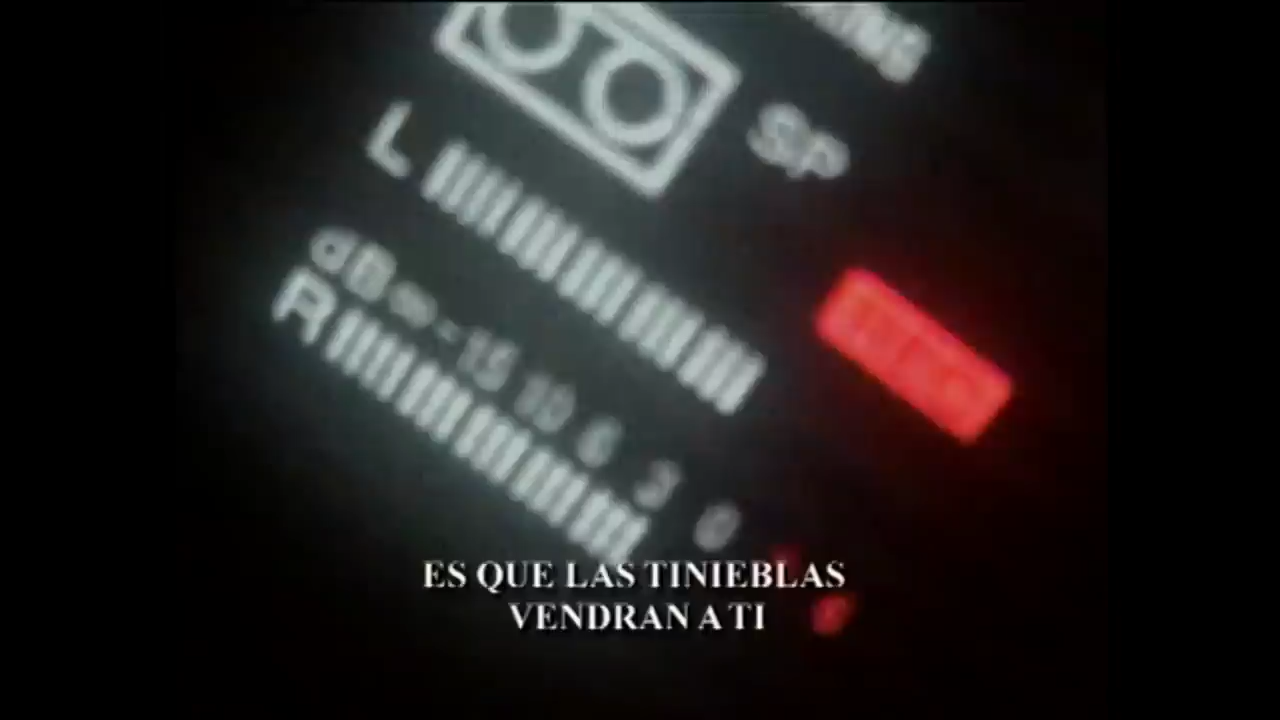 SP
L
dB ∞ -15 10 6 3 0
R
ES QUE LAS TINIEBLAS
VENDRAN A TI